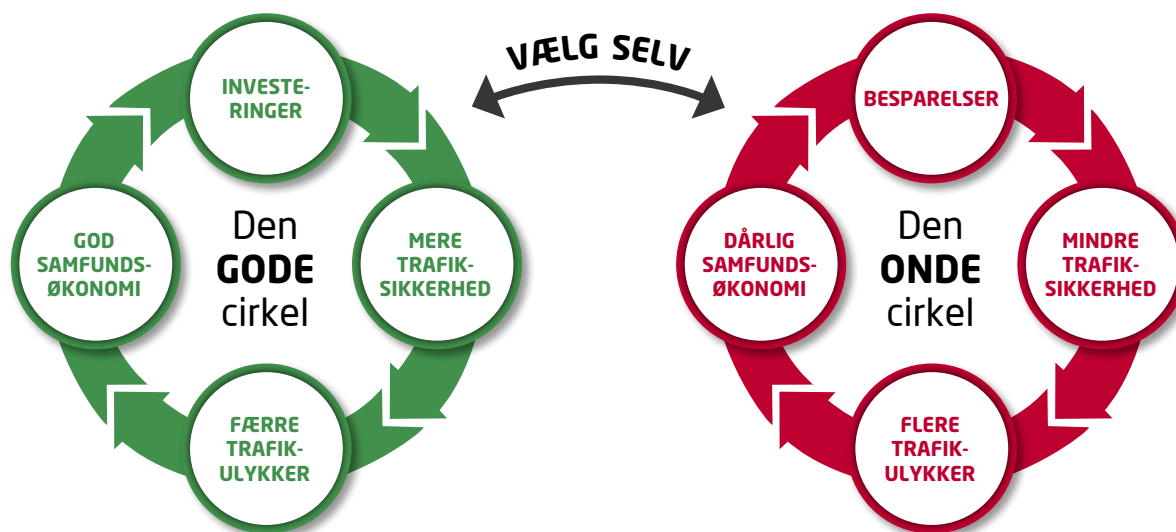 VÆLG SELV
INVESTE-
RINGER
MERE
TRAFIK-
SIKKERHED
FÆRRE
TRAFIK-
ULYKKER
GOD
SAMFUNDS-
ØKONOMI
Den
GODE
cirkel
BESPARELSER
MINDRE
TRAFIK-
SIKKERHED
FLERE
TRAFIK-
ULYKKER
DÅRLIG
SAMFUNDS-
ØKONOMI
Den
ONDE
cirkel